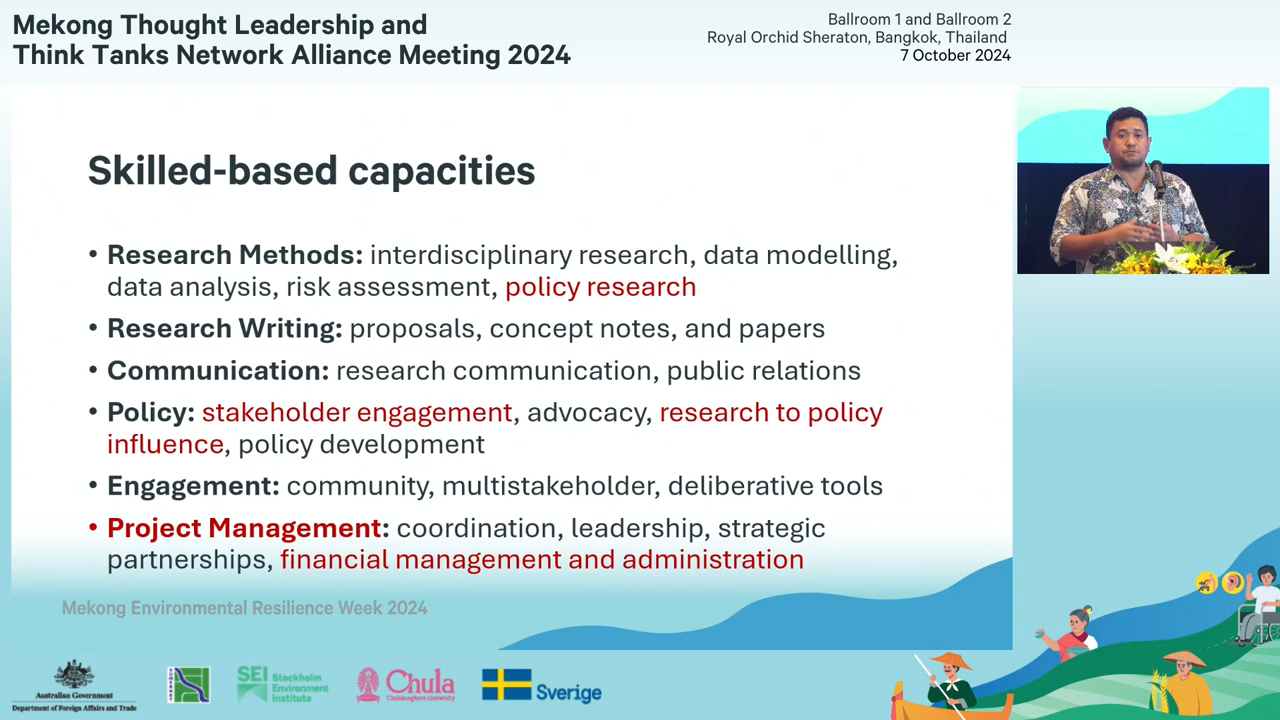 Mekong Thought Leadership and
Think Tanks Network Alliance Meeting 2024
Ballroom 1 and Ballroom 2
Royal Orchid Sheraton, Bangkok, Thailand
7 October 2024
Skilled-based capacities
• Research Methods: interdisciplinary research, data modelling,
data analysis, risk assessment, policy research
• Research Writing: proposals, concept notes, and papers
• Communication: research communication, public relations
• Policy: stakeholder engagement, advocacy, research to policy
influence, policy development
• Engagement: community, multistakeholder, deliberative tools
• Project Management: coordination, leadership, strategic
partnerships, financial management and administration
Mekong Environmental Resilience Week 2024
Australian Government
Department of Foreign Affairs and Trade
SEI Stockholm
Environment
Institute
Chula
Chulalongkorn University
Sverige